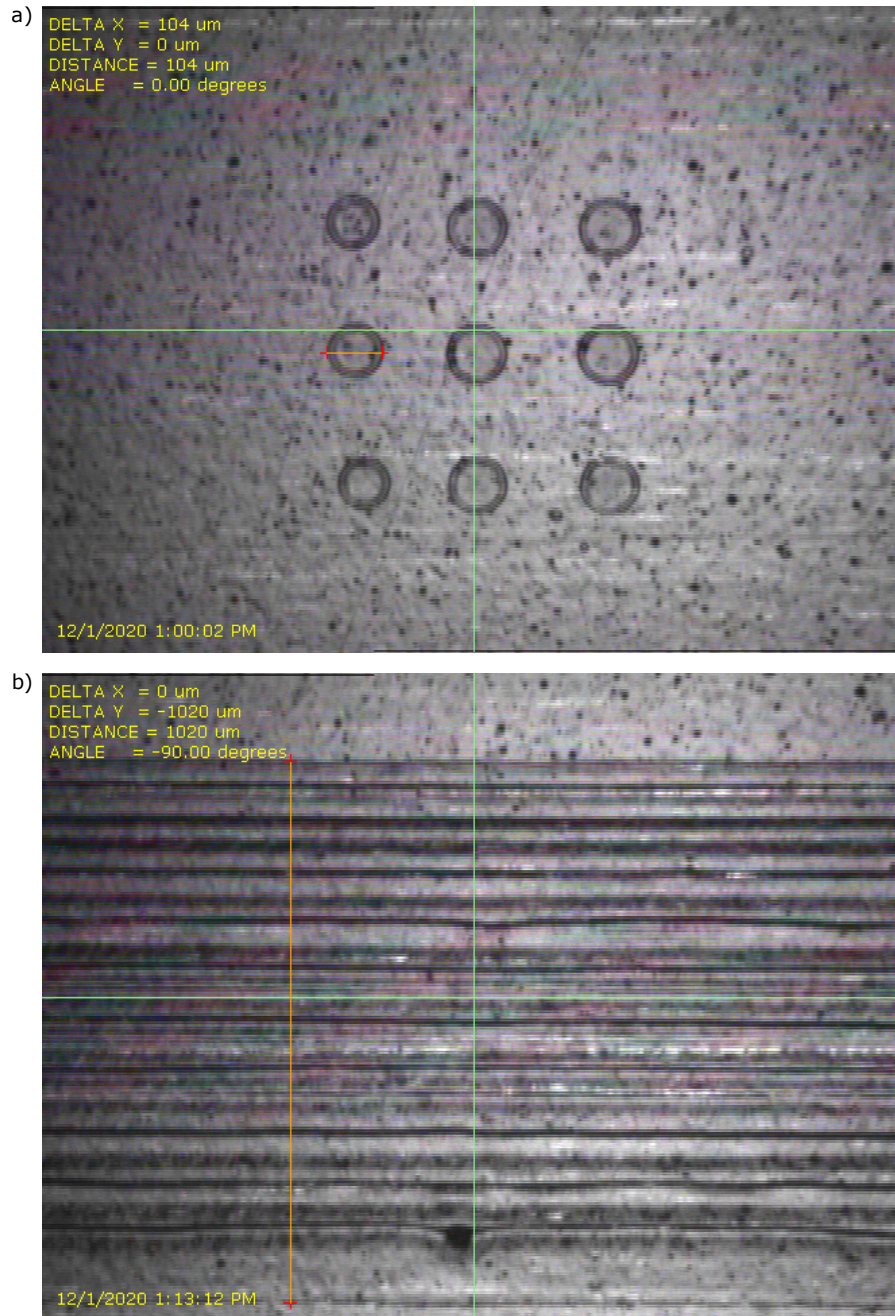 a)
DELTA X = 104 um
DELTA Y = 0 um
DISTANCE = 104 um
ANGLE = 0.00 degrees
12/1/2020 1:00:02 PM
b)
DELTA X = 0 um
DELTA Y = -1020 um
DISTANCE = 1020 um
ANGLE = -90.00 degrees
12/1/2020 1:13:12 PM